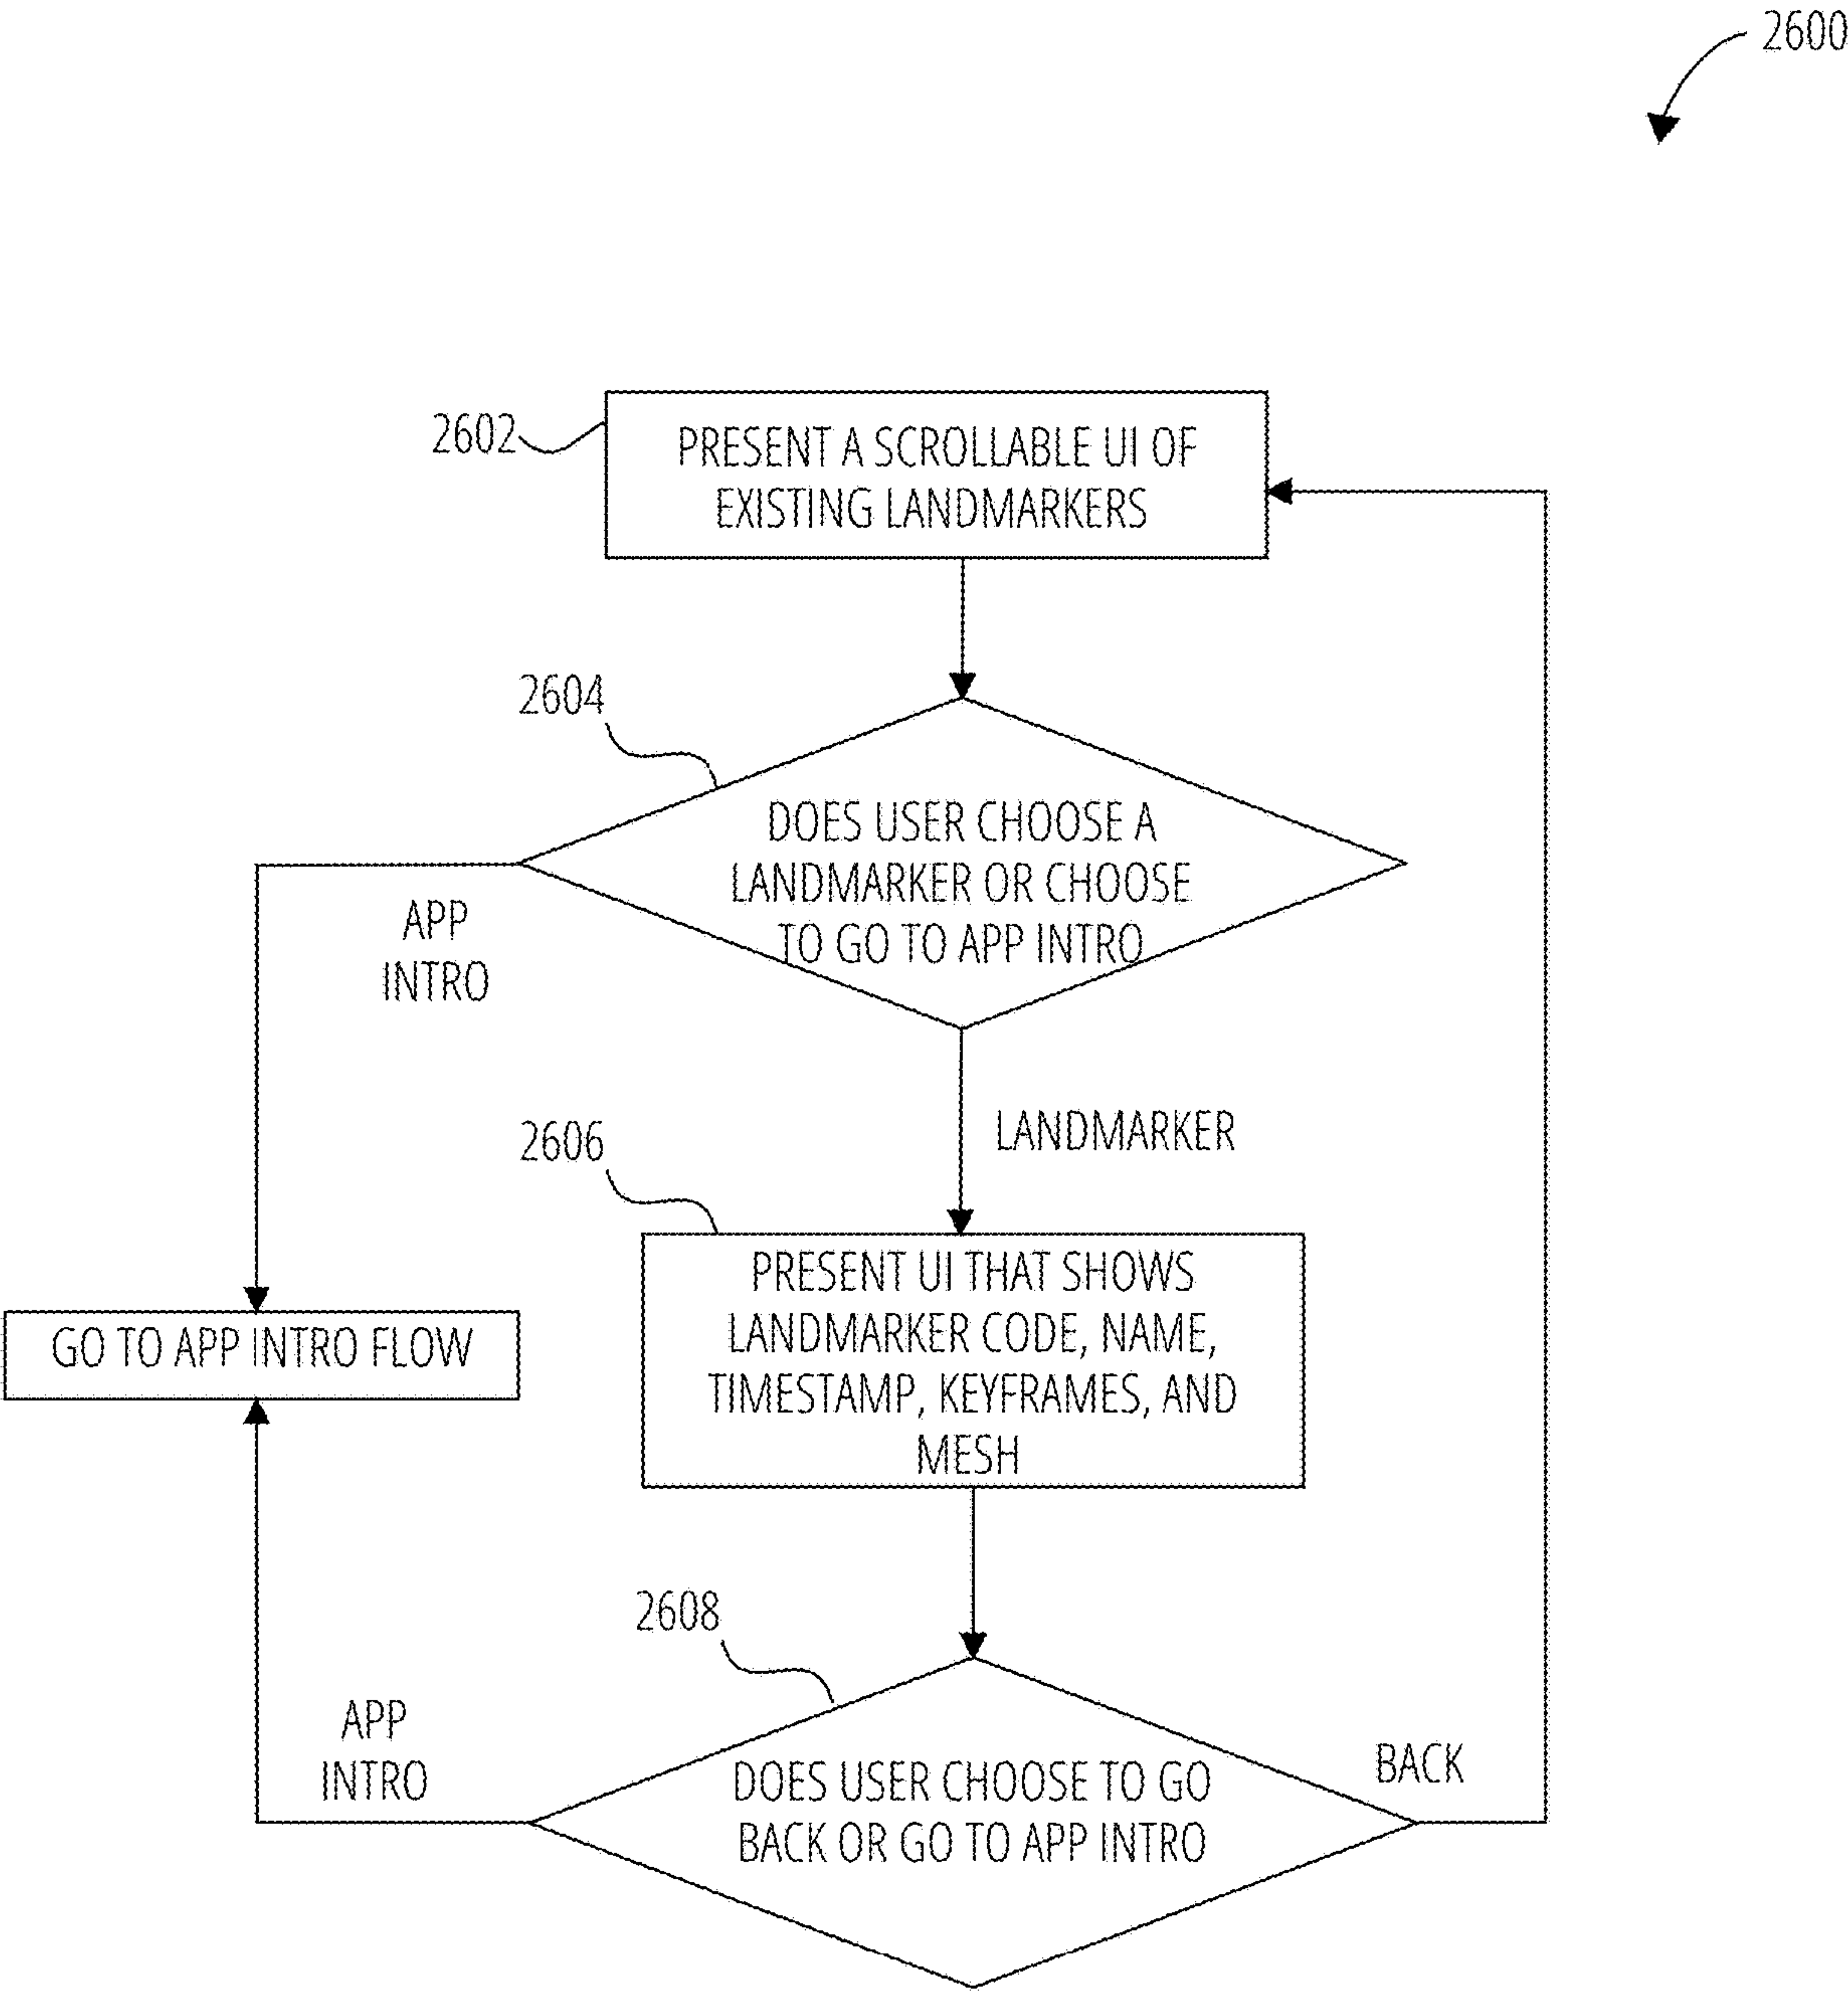 2600
2602
PRESENT A SCROLLABLE UI OF
EXISTING LANDMARKERS
2604
DOES USER CHOOSE A
LANDMARKER OR CHOOSE
TO GO TO APP INTRO
APP
INTRO
LANDMARKER
2606
PRESENT UI THAT SHOWS
LANDMARKER CODE, NAME,
TIMESTAMP, KEYFRAMES, AND
MESH
GO TO APP INTRO FLOW
2608
APP
INTRO
DOES USER CHOOSE TO GO
BACK OR GO TO APP INTRO
BACK